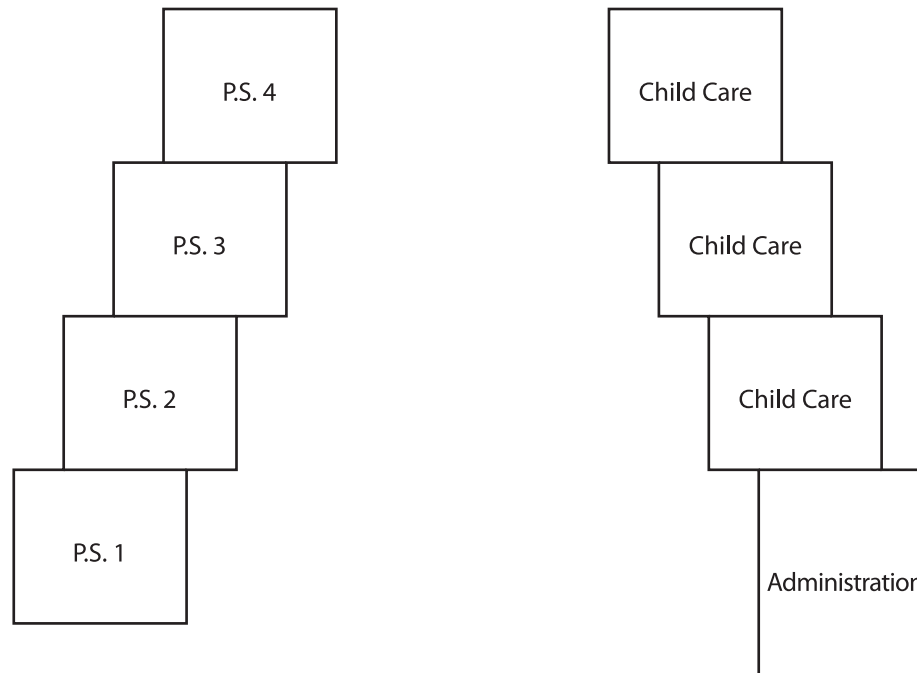 P.S. 4
Child Care
P.S. 3
Child Care
P.S. 2
Child Care
P.S. 1
Administration